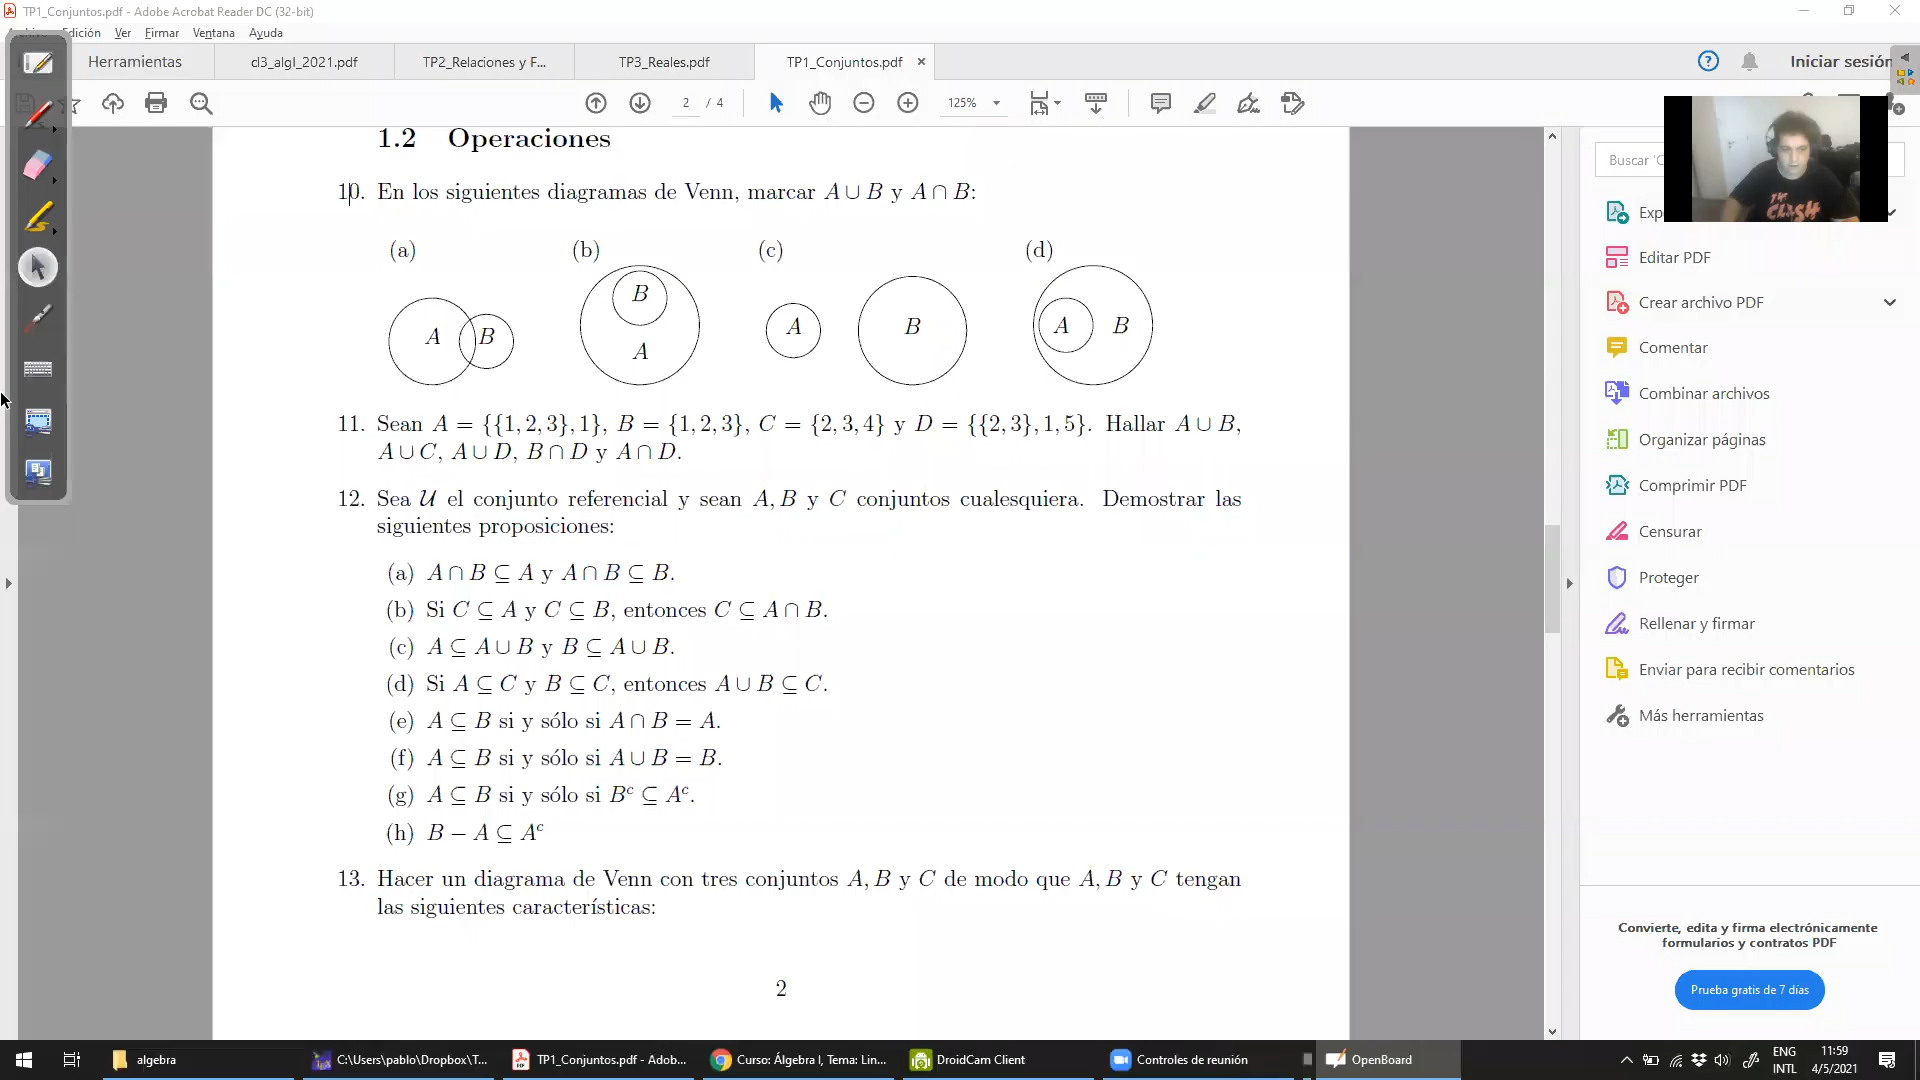 TP1_Conjuntos.pdf - Adobe Acrobat Reader DC (32-bit)
Edición Ver Firmar Ventana Ayuda
Herramientas cl3_algI_2021.pdf TP2_Relaciones y F... TP3_Reales.pdf TP1_Conjuntos.pdf × Iniciar sesión
2 / 4 125%
1.2 Operaciones
10. En los siguientes diagramas de Venn, marcar A ∪ B y A ∩ B:
(a) (b) (c) (d)
A B
B A
A B
A B
11. Sean A = {{1, 2, 3}, 1}, B = {1, 2, 3}, C = {2, 3, 4} y D = {{2, 3}, 1, 5}. Hallar A ∪ B,
A ∪ C, A ∪ D, B ∩ D y A ∩ D.
12. Sea 𝒰 el conjunto referencial y sean A, B y C conjuntos cualesquiera. Demostrar las
siguientes proposiciones:
(a) A ∩ B ⊆ A y A ∩ B ⊆ B.
(b) Si C ⊆ A y C ⊆ B, entonces C ⊆ A ∩ B.
(c) A ⊆ A ∪ B y B ⊆ A ∪ B.
(d) Si A ⊆ C y B ⊆ C, entonces A ∪ B ⊆ C.
(e) A ⊆ B si y sólo si A ∩ B = A.
(f) A ⊆ B si y sólo si A ∪ B = B.
(g) A ⊆ B si y sólo si Bᶜ ⊆ Aᶜ.
(h) B − A ⊆ Aᶜ
13. Hacer un diagrama de Venn con tres conjuntos A, B y C de modo que A, B y C tengan
las siguientes características:
2
Buscar
THE
CLASH
Exp
Editar PDF
Crear archivo PDF
Comentar
Combinar archivos
Organizar páginas
Comprimir PDF
Censurar
Proteger
Rellenar y firmar
Enviar para recibir comentarios
Más herramientas
Convierte, edita y firma electrónicamente
formularios y contratos PDF
Prueba gratis de 7 días
algebra C:\Users\pablo\Dropbox\T... TP1_Conjuntos.pdf - Adob... Curso: Álgebra I, Tema: Lin... DroidCam Client Controles de reunión OpenBoard
ENG
INTL
11:59
4/5/2021